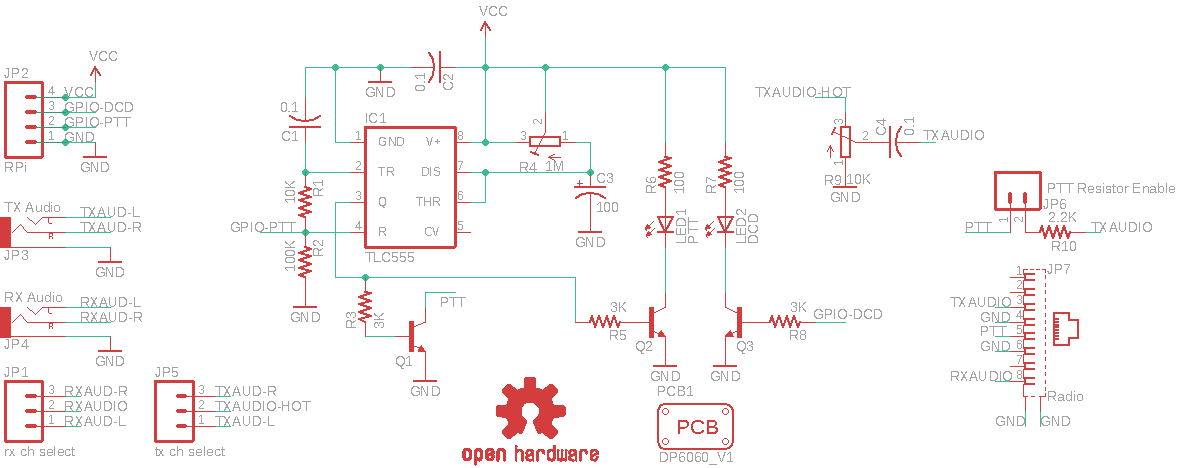 VCC
JP2
VCC
4
VCC
3
GPIO-DCD
2
GPIO-PTT
1
GND
RPi
GND
TX Audio
TXAUD-L
L
TXAUD-R
R
JP3
GND
RX Audio
RXAUD-L
L
RXAUD-R
R
JP4
GND
JP1
3
RXAUD-R
2
RXAUDIO
1
RXAUD-L
rx ch select
JP5
3
TXAUD-R
2
TXAUDIO-HOT
1
TXAUD-L
tx ch select
0.1
C1
GND
0.1
C2
IC1
1
GND
V+
8
2
TR
DIS
7
3
Q
THR
6
4
R
CV
5
TLC555
10K
R1
GPIO-PTT
100K
R2
GND
R3
3K
PTT
Q1
GND
2
3
1
R4
1M
C3
100
GND
R6
100
R7
100
LED1
PTT
LED2
DCD
3K
R5
Q2
GND
Q3
GND
3K
R8
GPIO-DCD
TXAUDIO-HOT
3
2
1
R9
10K
GND
C4
0.1
TXAUDIO
PTT Resistor Enable
JP6
1
2
PTT
2.2K
R10
TXAUDIO
JP7
1
2
TXAUDIO
3
GND
4
PTT
5
GND
6
7
RXAUDIO
8
Radio
GND
GND
open hardware
PCB1
PCB
DP6060_V1